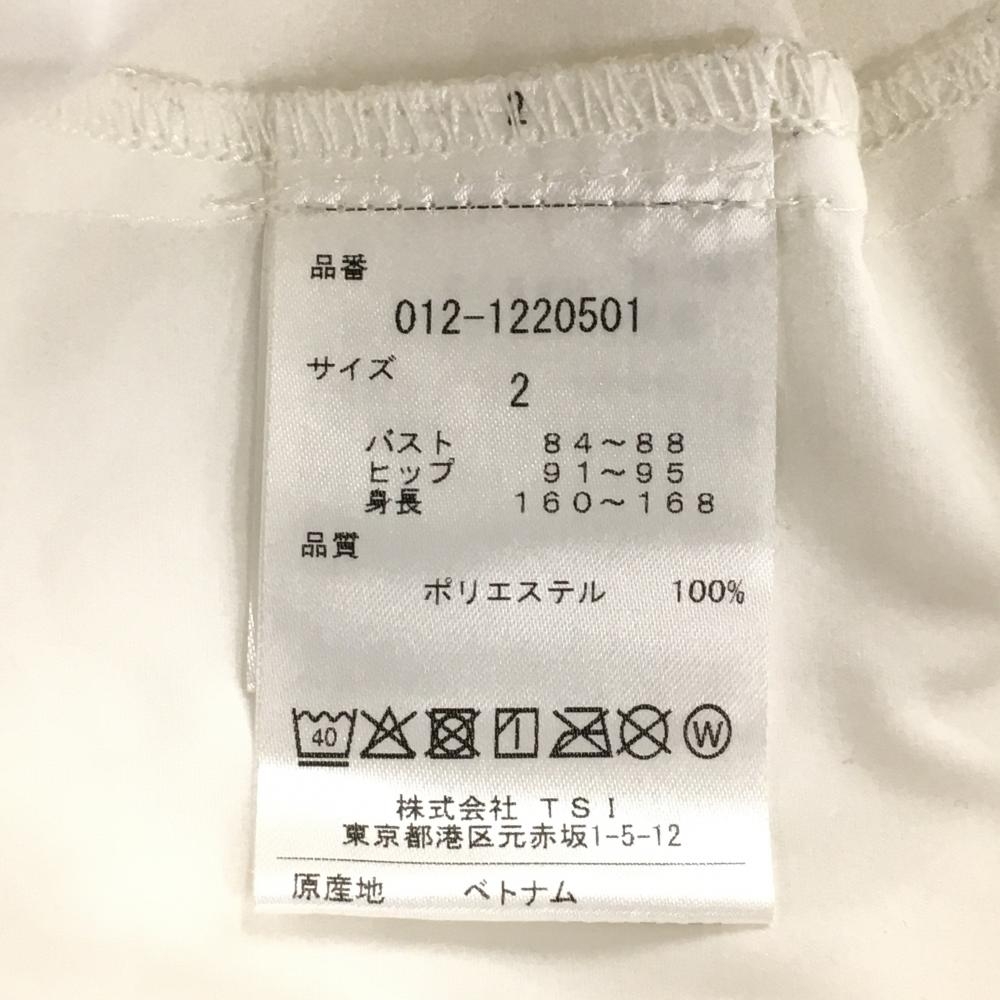 2
品番
012-1220501
サイズ
2
バスト 84〜88
ヒップ 91〜95
身長 160〜168
品質
ポリエステル 100%
40 W
株式会社 TSI
東京都港区元赤坂1-5-12
原産地 ベトナム